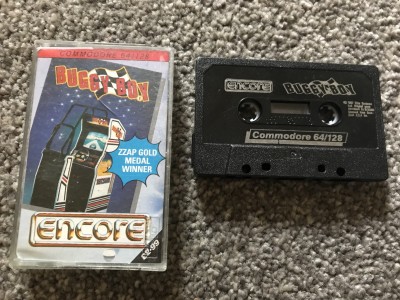 COMMODORE 64/128
BUGGY BOY
ZZAP GOLD
MEDAL
WINNER
ENCORE
£2.99
ENCORE
BUGGY BOY
Commodore 64/128